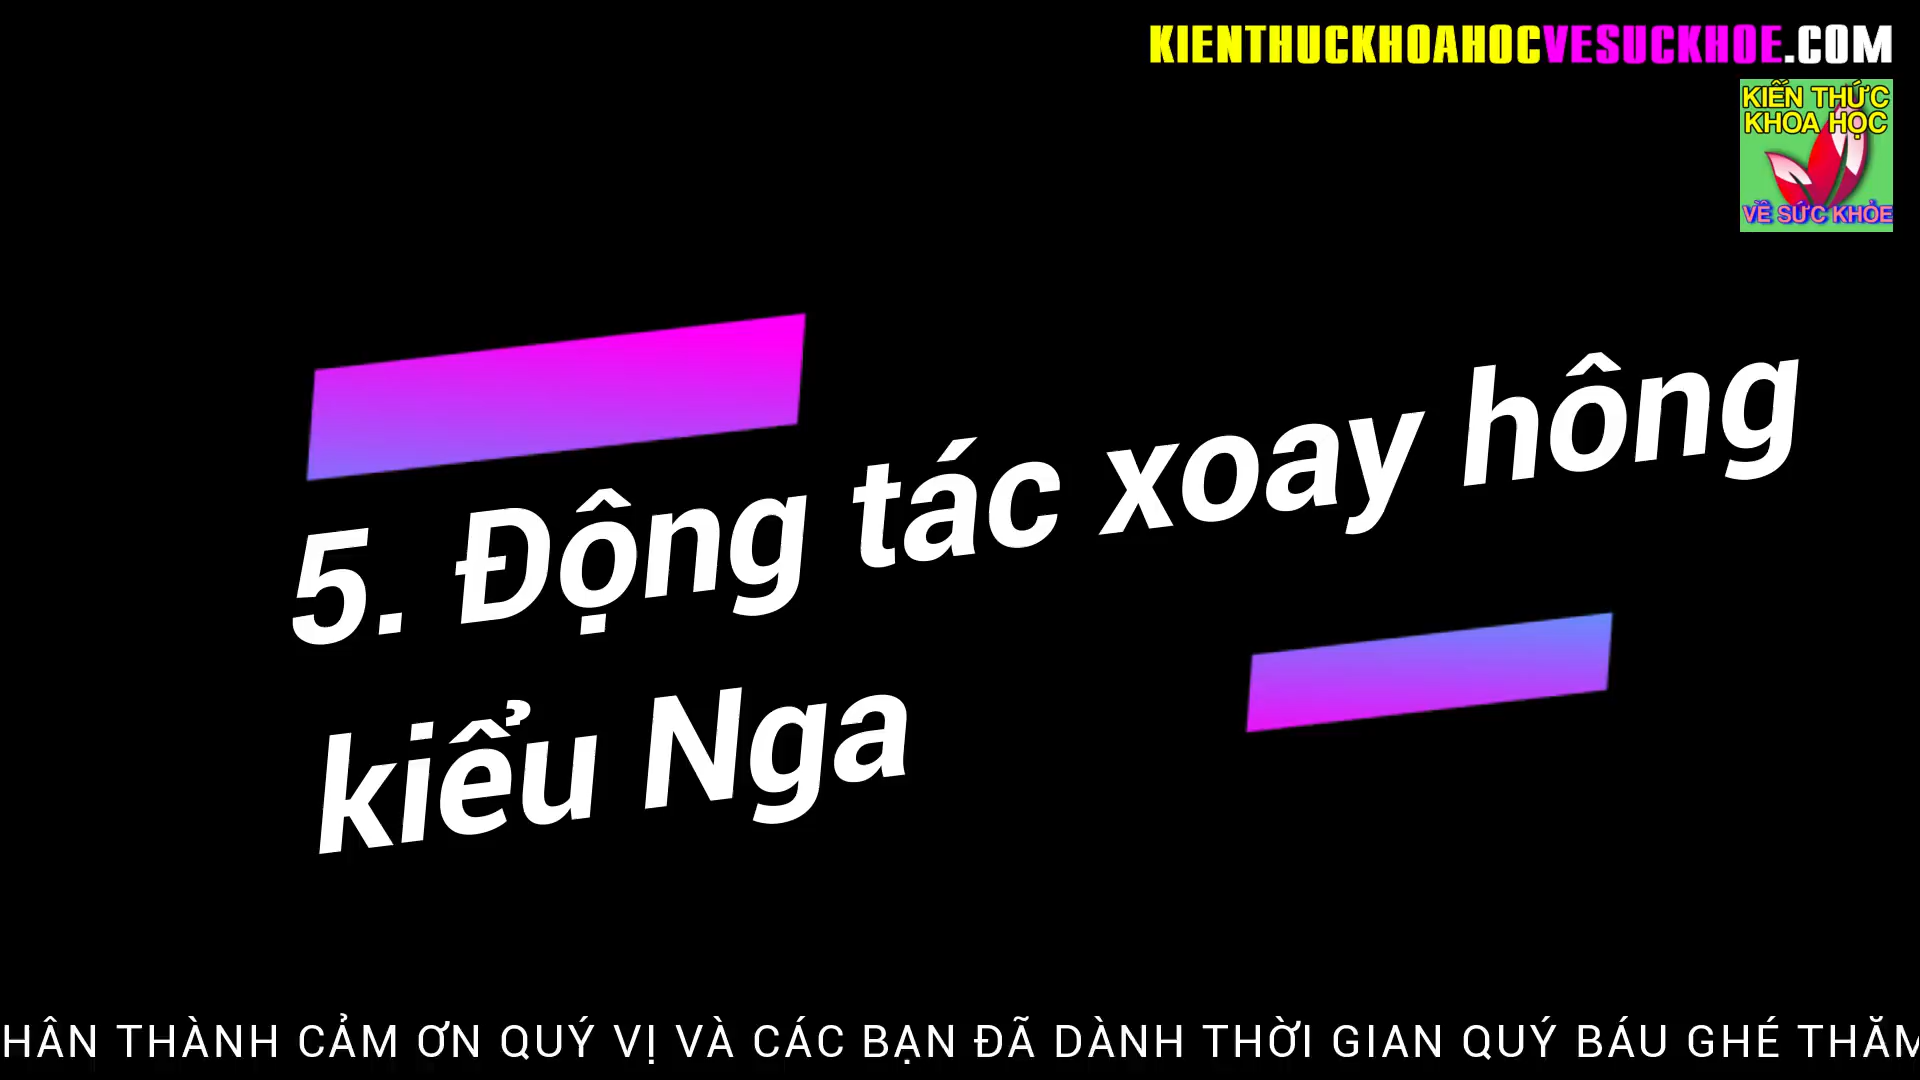 KIENTHUCKHOAHOCVESUCKHOE.COM
KIẾN THỨC
KHOA HỌC
VỀ SỨC KHỎE
5. Động tác xoay hông
kiểu Nga
HÂN THÀNH CẢM ƠN QUÝ VỊ VÀ CÁC BẠN ĐÃ DÀNH THỜI GIAN QUÝ BÁU GHÉ THĂM